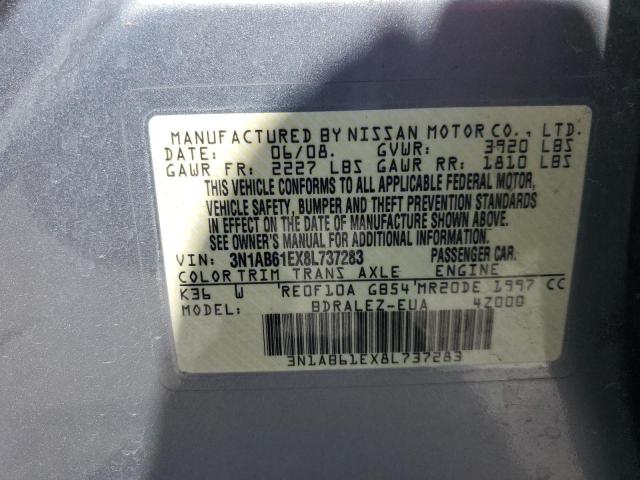 MANUFACTURED BY NISSAN MOTOR CO., LTD.
DATE: 06/08. GVWR: 3920 LBS
GAWR FR: 2227 LBS GAWR RR: 1810 LBS
THIS VEHICLE CONFORMS TO ALL APPLICABLE FEDERAL MOTOR,
VEHICLE SAFETY, BUMPER AND THEFT PREVENTION STANDARDS
IN EFFECT ON THE DATE OF MANUFACTURE SHOWN ABOVE.
SEE OWNER'S MANUAL FOR ADDITIONAL INFORMATION.
VIN: 3N1AB61EX8L737283 PASSENGER CAR.
COLOR TRIM TRANS AXLE ENGINE
K36 W RE0F10A GB54 MR20DE 1997 CC
MODEL: BDRALEZ-EUA 4Z000
3N1AB61EX8L737283